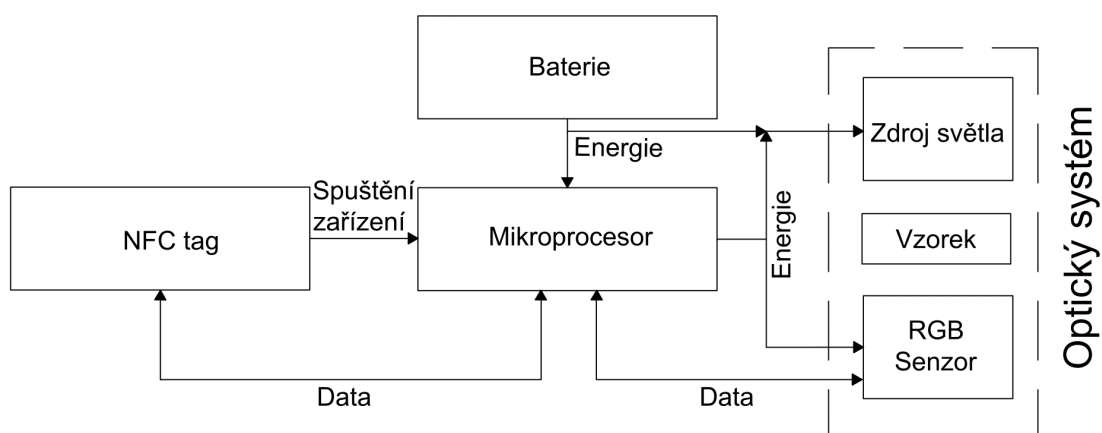 Baterie
Energie
Zdroj světla
Spuštění
zařízení
NFC tag
Mikroprocesor
Energie
Vzorek
RGB
Senzor
Optický systém
Data
Data